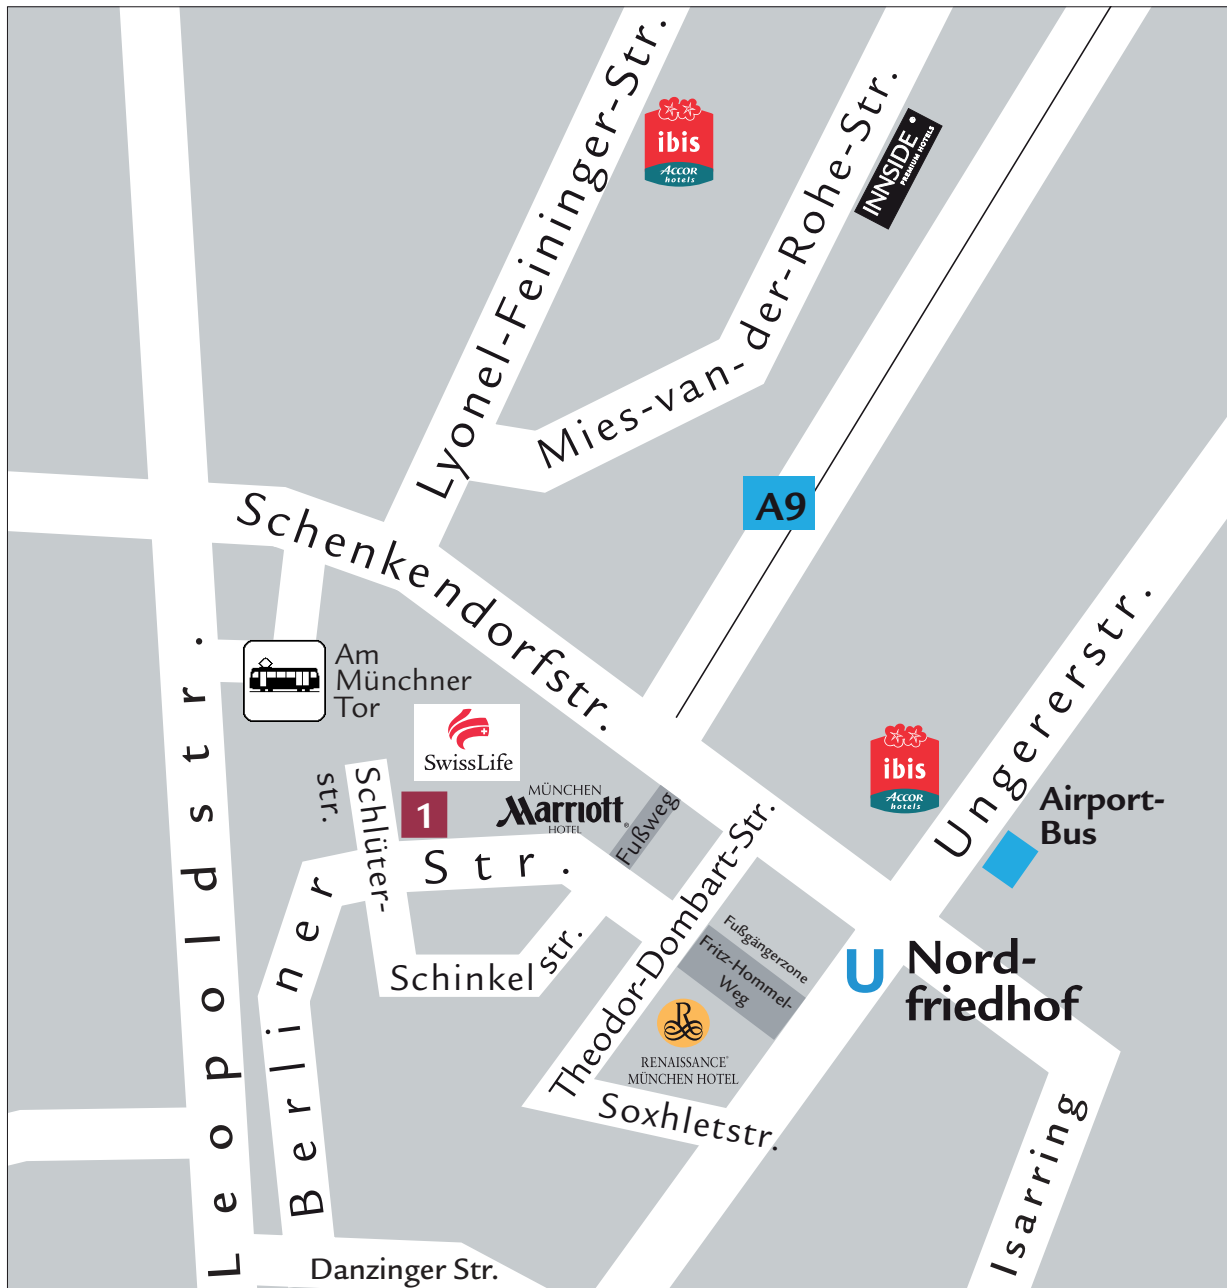 Lyonel-Feininger-Str.
ibis
ACCOR
hotels
Mies-van-der-Rohe-Str.
INNSIDE
PREMIUM HOTELS
A9
Schenkendorfstr.
Am
Münchner
Tor
SwissLife
MÜNCHEN
Marriott
HOTEL
®
1
Schlüter-
str.
Fußweg
Berliner Str.
Schinkelstr.
Theodor-Dombart-Str.
Fußgängerzone
Fritz-Hommel-
Weg
R
RENAISSANCE®
MÜNCHEN HOTEL
Soxhletstr.
ibis
ACCOR
hotels
Ungererstr.
Airport-
Bus
U
Nord-
friedhof
Isarring
Leopoldstr.
Danzinger Str.